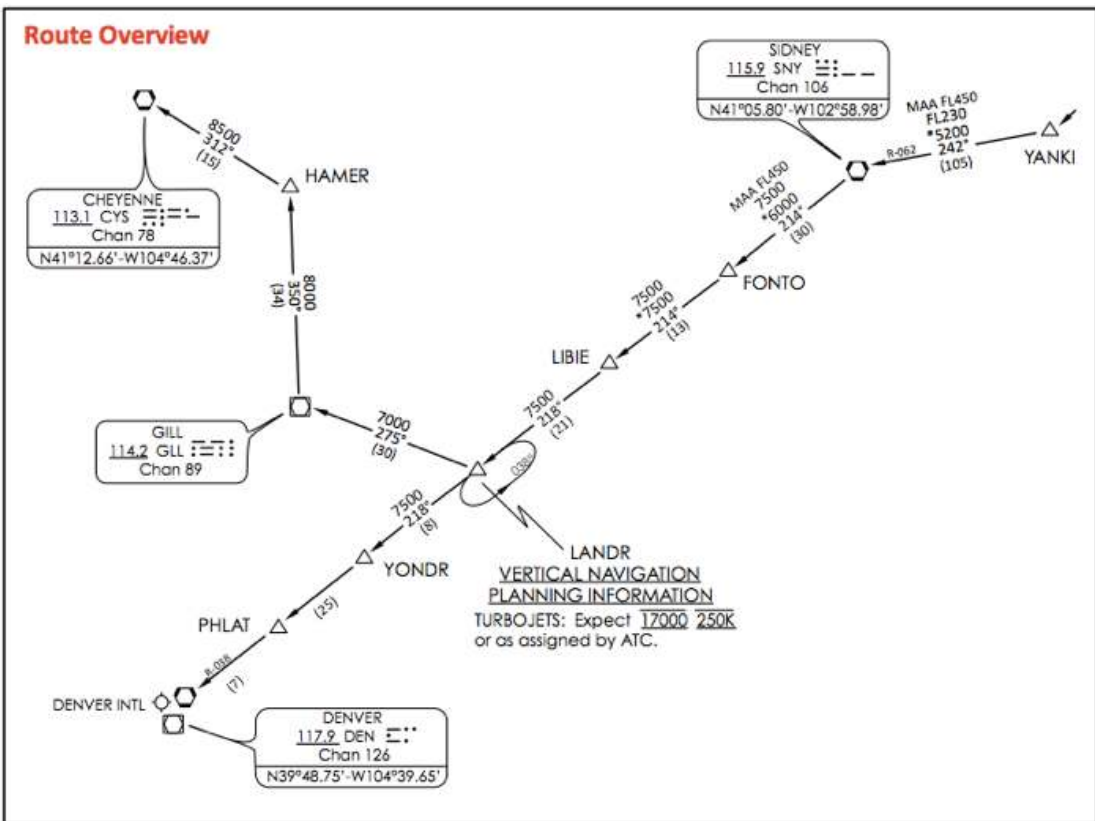 Route Overview
SIDNEY
115.9 SNY
Chan 106
N41°05.80'-W102°58.98'
MAA FL450
FL230
*5200
242°
(105)
R-062
YANKI
8500
312°
(15)
HAMER
CHEYENNE
113.1 CYS
Chan 78
N41°12.66'-W104°46.37'
MAA FL450
7500
*6000
214°
(30)
FONTO
8000
350°
(34)
7500
*7500
214°
(13)
LIBIE
7500
218°
(21)
GILL
114.2 GLL
Chan 89
7000
275°
(30)
038°
7500
218°
(8)
YONDR
LANDR
VERTICAL NAVIGATION
PLANNING INFORMATION
TURBOJETS: Expect 17000 250K
or as assigned by ATC.
(25)
PHLAT
R-038
(7)
DENVER INTL
DENVER
117.9 DEN
Chan 126
N39°48.75'-W104°39.65'